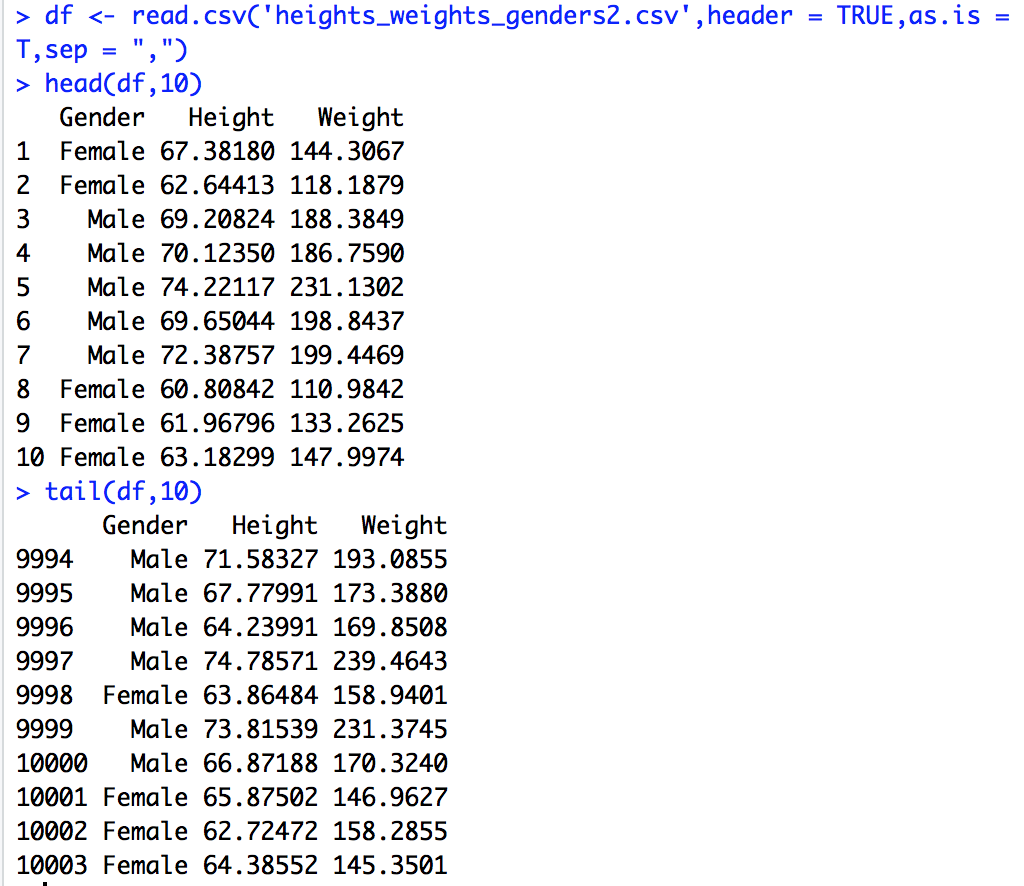 > df <- read.csv('heights_weights_genders2.csv',header = TRUE,as.is =
T,sep = ",")
> head(df,10)
   Gender   Height   Weight
1  Female 67.38180 144.3067
2  Female 62.64413 118.1879
3    Male 69.20824 188.3849
4    Male 70.12350 186.7590
5    Male 74.22117 231.1302
6    Male 69.65044 198.8437
7    Male 72.38757 199.4469
8  Female 60.80842 110.9842
9  Female 61.96796 133.2625
10 Female 63.18299 147.9974
> tail(df,10)
      Gender   Height   Weight
9994    Male 71.58327 193.0855
9995    Male 67.77991 173.3880
9996    Male 64.23991 169.8508
9997    Male 74.78571 239.4643
9998  Female 63.86484 158.9401
9999    Male 73.81539 231.3745
10000   Male 66.87188 170.3240
10001 Female 65.87502 146.9627
10002 Female 62.72472 158.2855
10003 Female 64.38552 145.3501